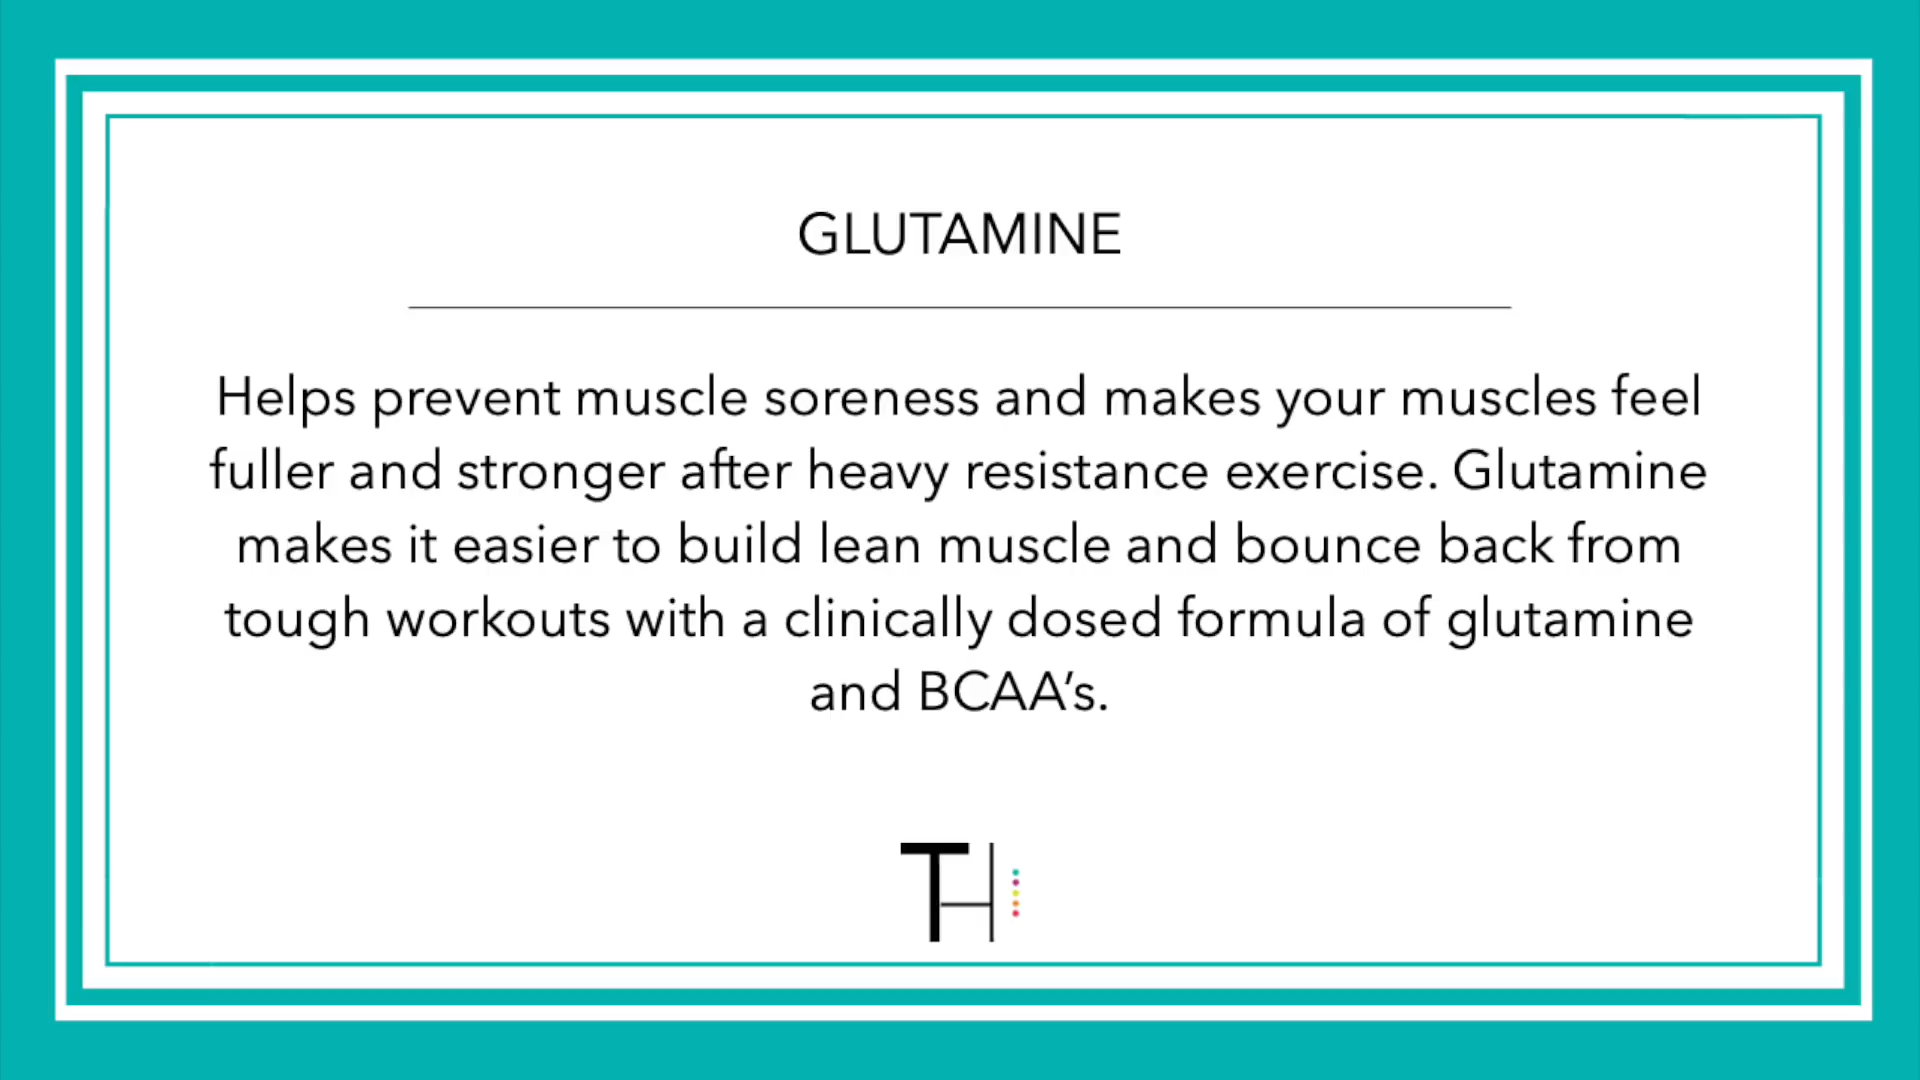 GLUTAMINE
Helps prevent muscle soreness and makes your muscles feel
fuller and stronger after heavy resistance exercise. Glutamine
makes it easier to build lean muscle and bounce back from
tough workouts with a clinically dosed formula of glutamine
and BCAA’s.
TH